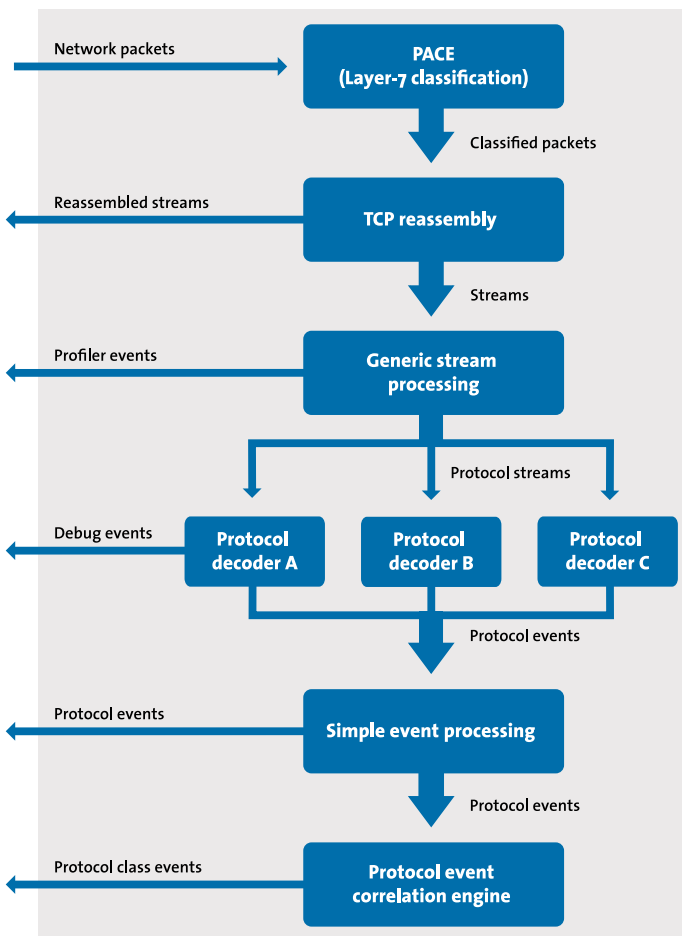 Network packets
PACE
(Layer-7 classification)
Classified packets
Reassembled streams
TCP reassembly
Streams
Profiler events
Generic stream
processing
Protocol streams
Debug events
Protocol
decoder A
Protocol
decoder B
Protocol
decoder C
Protocol events
Protocol events
Simple event processing
Protocol events
Protocol class events
Protocol event
correlation engine